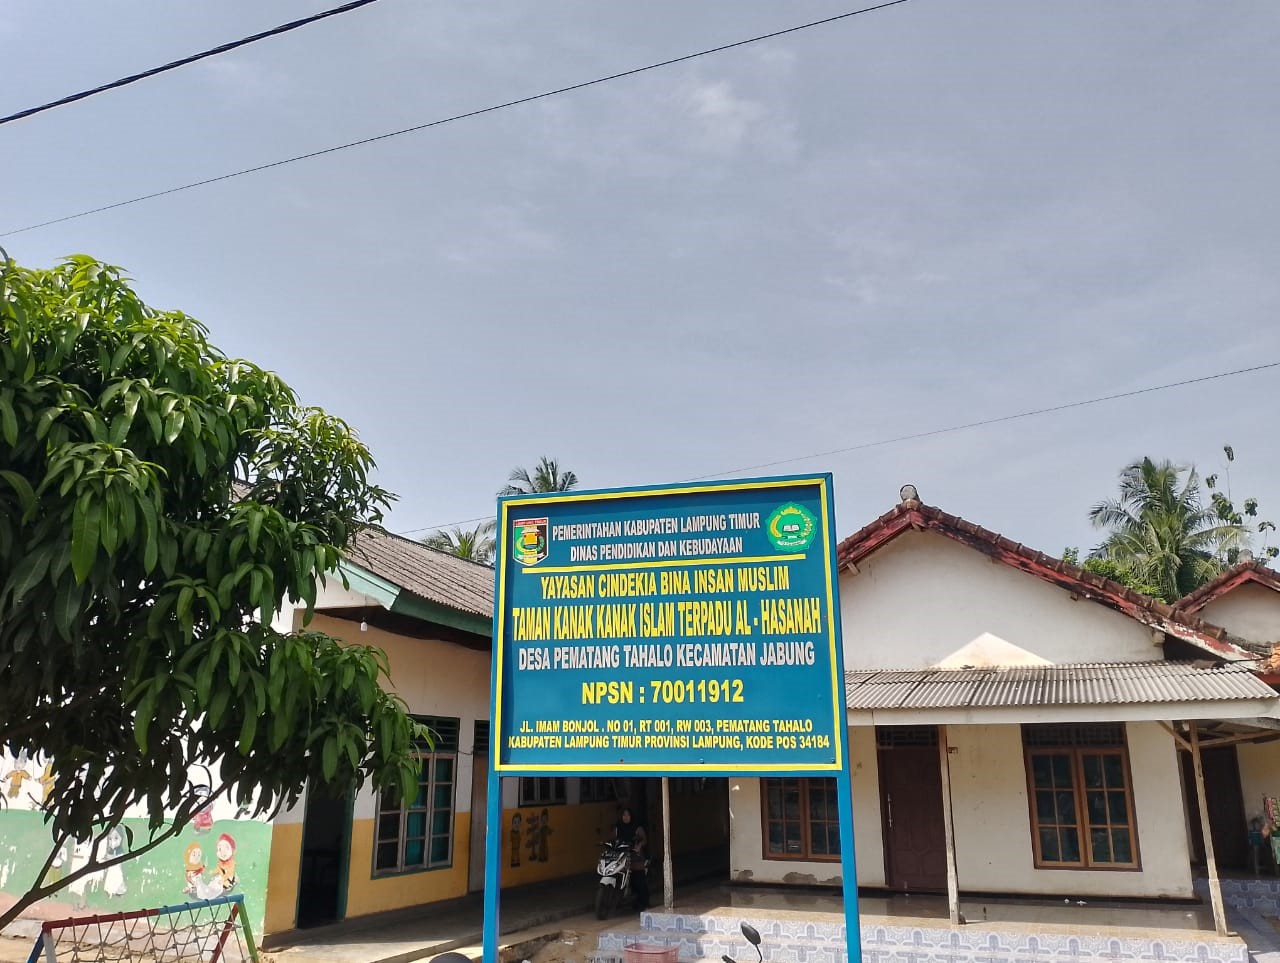 PEMERINTAHAN KABUPATEN LAMPUNG TIMUR
DINAS PENDIDIKAN DAN KEBUDAYAAN
YAYASAN CINDEKIA BINA INSAN MUSLIM
TAMAN KANAK KANAK ISLAM TERPADU AL - HASANAH
DESA PEMATANG TAHALO KECAMATAN JABUNG
NPSN : 70011912
JL. IMAM BONJOL . NO 01, RT 001, RW 003, PEMATANG TAHALO
KABUPATEN LAMPUNG TIMUR PROVINSI LAMPUNG, KODE POS 34184